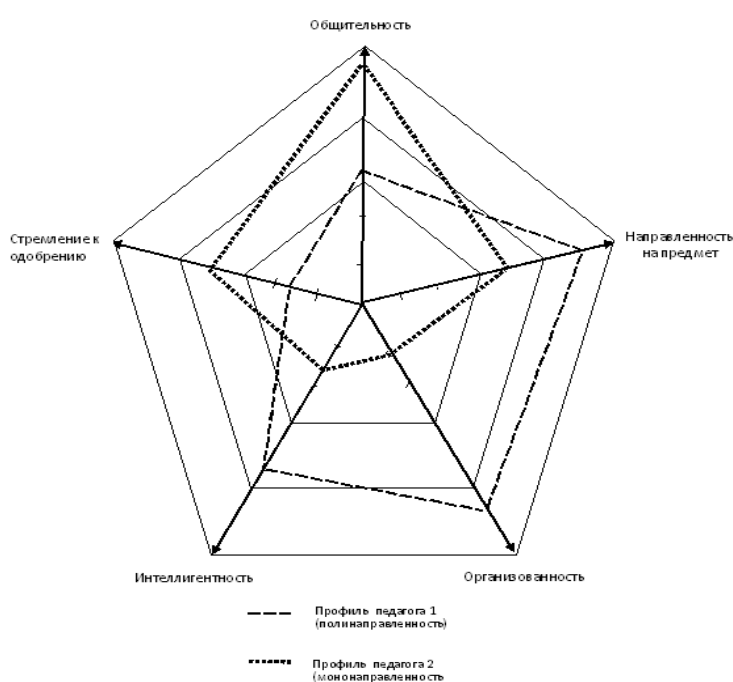 Общительность
Стремление к
одобрению
Направленность
на предмет
Интеллигентность
Организованность
Профиль педагога 1
(полинаправленность)
Профиль педагога 2
(мононаправленность